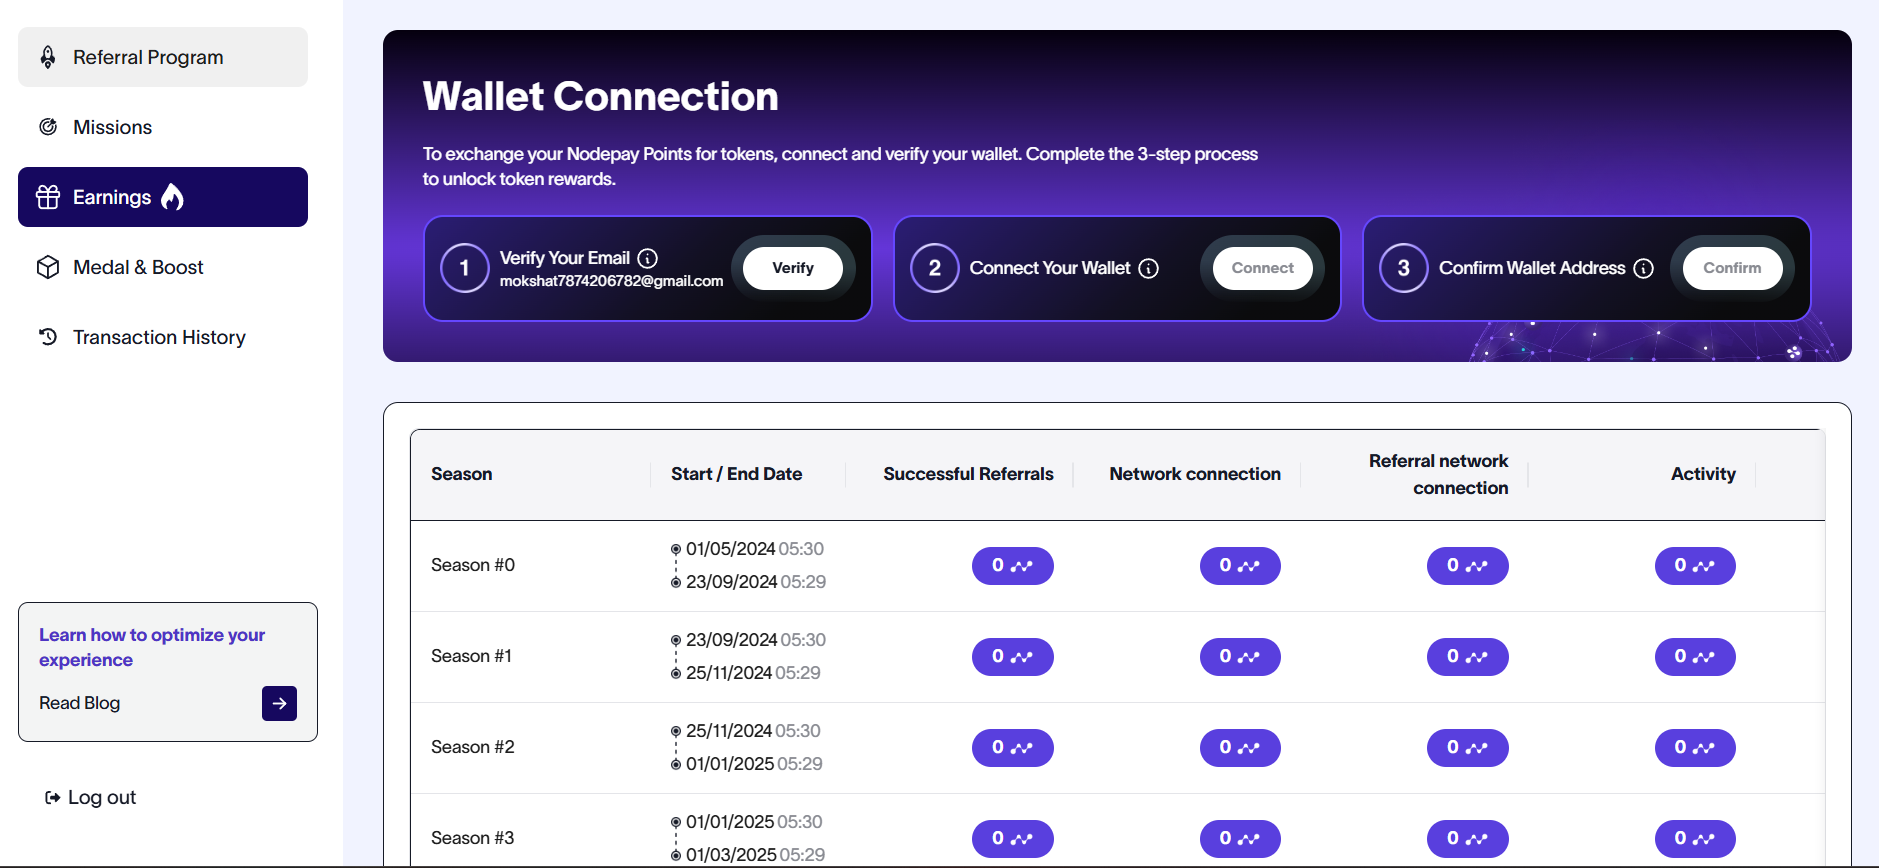 Referral Program
Missions
Earnings
Medal & Boost
Transaction History
Learn how to optimize your
experience
Read Blog
Log out
Wallet Connection
To exchange your Nodepay Points for tokens, connect and verify your wallet. Complete the 3-step process
to unlock token rewards.
1 Verify Your Email Verify
mokshat7874206782@gmail.com
2 Connect Your Wallet Connect
3 Confirm Wallet Address Confirm
Season Start / End Date Successful Referrals Network connection Referral network connection Activity
Season #0 01/05/2024 05:30 0 0 0 0
23/09/2024 05:29
Season #1 23/09/2024 05:30 0 0 0 0
25/11/2024 05:29
Season #2 25/11/2024 05:30 0 0 0 0
01/01/2025 05:29
Season #3 01/01/2025 05:30 0 0 0 0
01/03/2025 05:29